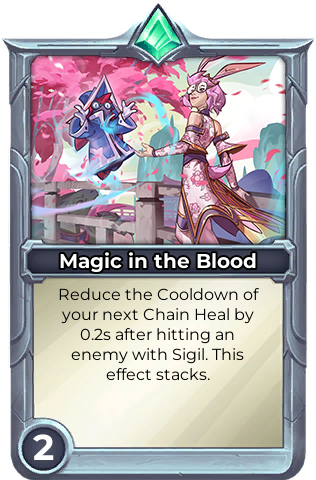 Magic in the Blood
Reduce the Cooldown of
your next Chain Heal by
0.2s after hitting an
enemy with Sigil. This
effect stacks.
2